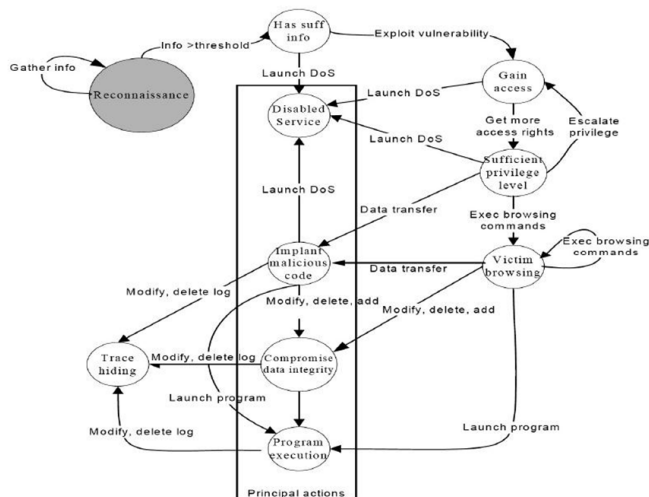 Has suff
info
Info >threshold
Exploit vulnerability
Gather info
Reconnaissance
Launch DoS
Gain
access
Launch DoS
Disabled
Service
Get more
access rights
Escalate
privilege
Launch DoS
Sufficient
privilege
level
Launch DoS
Data transfer
Exec browsing
commands
Implant
malicious
code
Data transfer
Victim
browsing
Exec browsing
commands
Modify, delete log
Modify, delete, add
Modify, delete, add
Trace
hiding
Modify, delete log
Compromise
data integrity
Launch program
Modify, delete log
Program
execution
Launch program
Principal actions